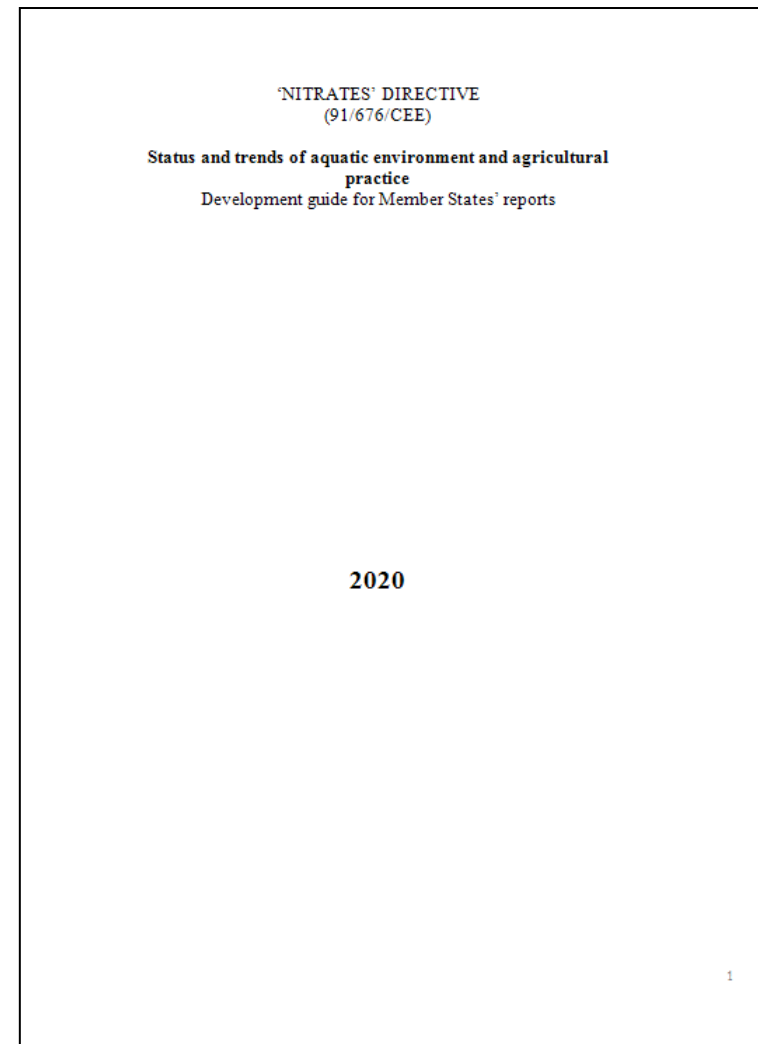 ‘NITRATES’ DIRECTIVE
(91/676/CEE)
Status and trends of aquatic environment and agricultural
practice
Development guide for Member States’ reports
2020
1